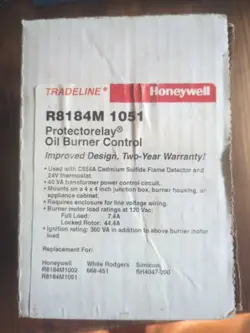 TRADELINE® Honeywell
R8184M 1051
Protectorelay®
Oil Burner Control
Improved Design, Two-Year Warranty!
• Used with C554A Cadmium Sulfide Flame Detector and
24V thermostat.
• 40 VA transformer power control circuit.
• Mounts on a 4 x 4 inch junction box, burner housing, or
appliance cabinet.
• Requires enclosure for line voltage wiring.
• Burner motor load ratings at 120 Vac:
Full Load: 7.4A
Locked Rotor: 44.4A
• Ignition rating: 360 VA in addition to above burner motor
load
Replacement For:
Honeywell White Rodgers Simicon
R8184M1002 668-451
R8184M1051